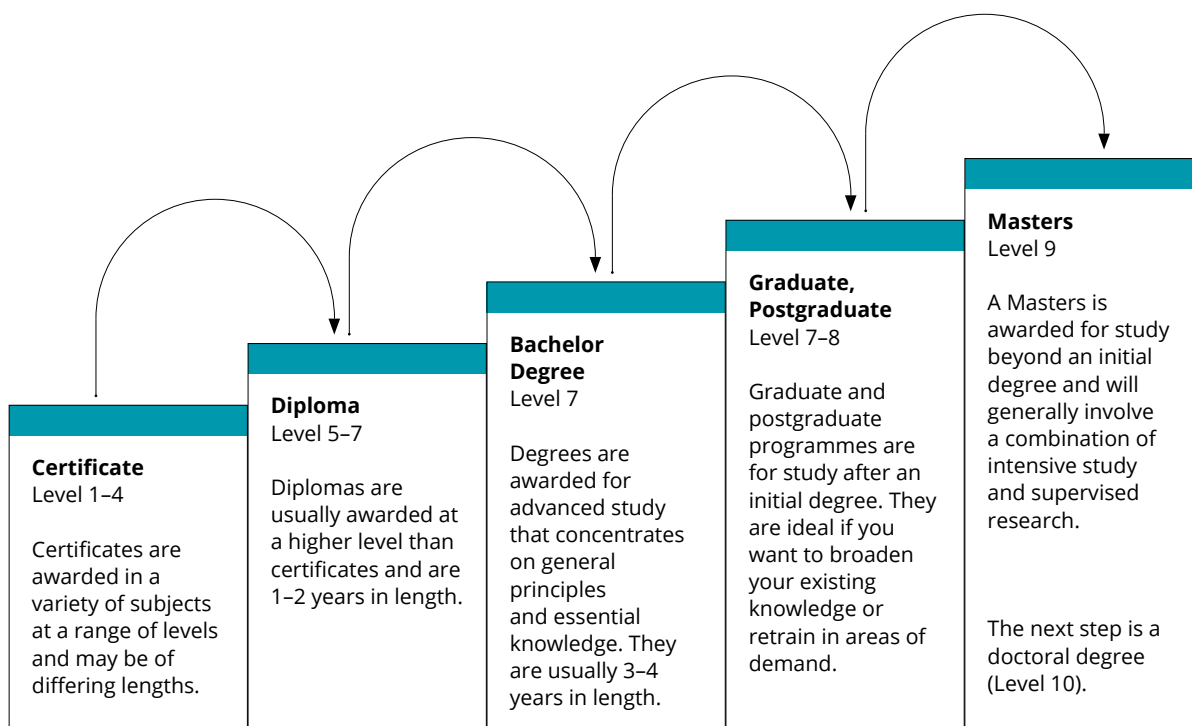 Certificate
Level 1–4
Certificates are
awarded in a
variety of subjects
at a range of levels
and may be of
differing lengths.
Diploma
Level 5–7
Diplomas are
usually awarded at
a higher level than
certificates and are
1–2 years in length.
Bachelor
Degree
Level 7
Degrees are
awarded for
advanced study
that concentrates
on general
principles
and essential
knowledge. They
are usually 3–4
years in length.
Graduate,
Postgraduate
Level 7–8
Graduate and
postgraduate
programmes are
for study after an
initial degree. They
are ideal if you
want to broaden
your existing
knowledge or
retrain in areas of
demand.
Masters
Level 9
A Masters is
awarded for study
beyond an initial
degree and will
generally involve
a combination of
intensive study
and supervised
research.
The next step is a
doctoral degree
(Level 10).